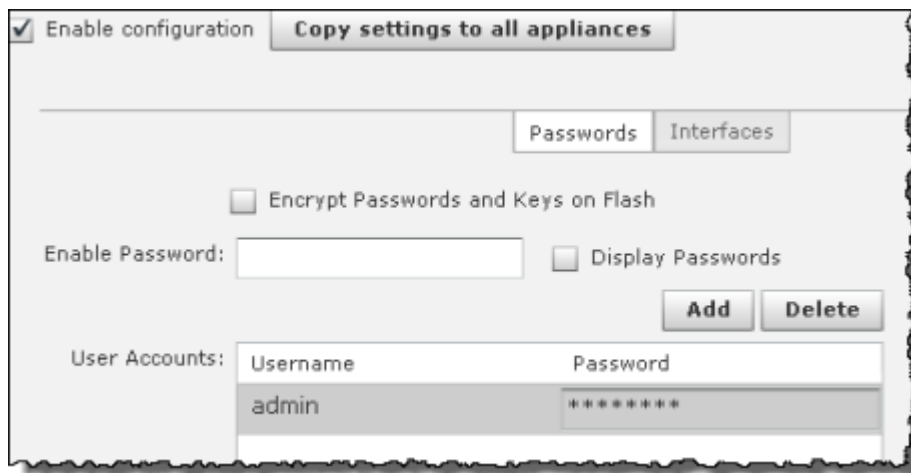 Enable configuration Copy settings to all appliances
Passwords Interfaces
Encrypt Passwords and Keys on Flash
Enable Password: Display Passwords
Add Delete
User Accounts: Username Password
admin ********